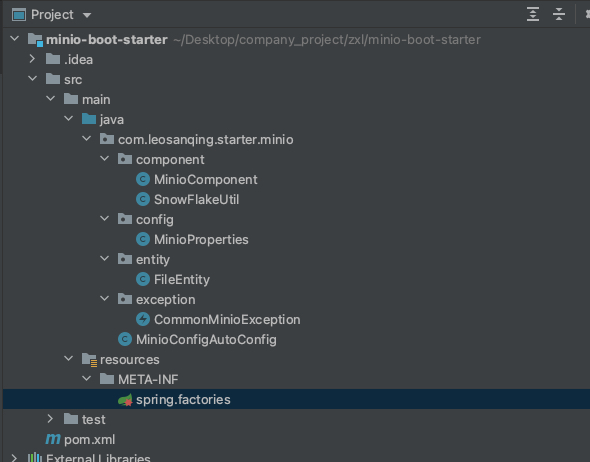 Project
minio-boot-starter ~/Desktop/company_project/zxl/minio-boot-starter
.idea
src
main
java
com.leosanqing.starter.minio
component
MinioComponent
SnowFlakeUtil
config
MinioProperties
entity
FileEntity
exception
CommonMinioException
MinioConfigAutoConfig
resources
META-INF
spring.factories
test
pom.xml
External Libraries